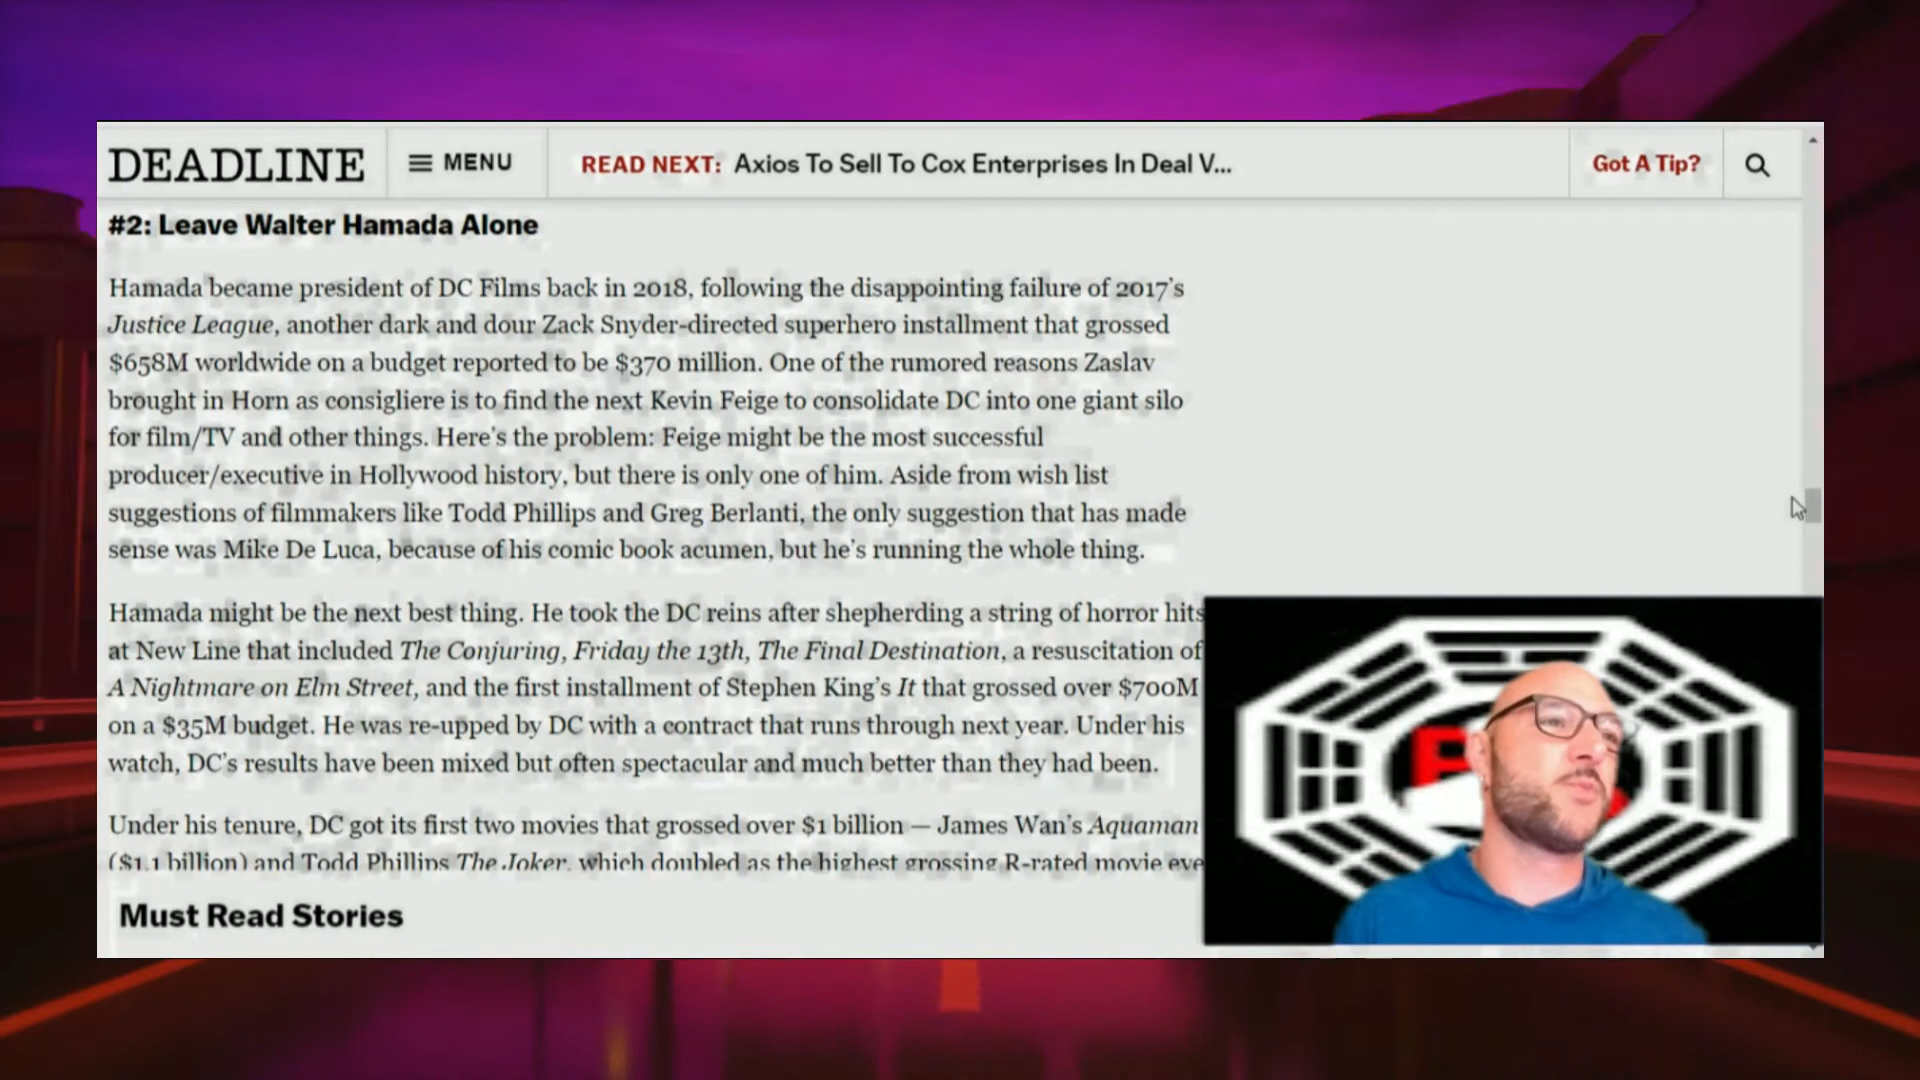 DEADLINE
MENU
READ NEXT: Axios To Sell To Cox Enterprises In Deal V...
Got A Tip?
#2: Leave Walter Hamada Alone
Hamada became president of DC Films back in 2018, following the disappointing failure of 2017's
Justice League, another dark and dour Zack Snyder-directed superhero installment that grossed
$658M worldwide on a budget reported to be $370 million. One of the rumored reasons Zaslav
brought in Horn as consigliere is to find the next Kevin Feige to consolidate DC into one giant silo
for film/TV and other things. Here's the problem: Feige might be the most successful
producer/executive in Hollywood history, but there is only one of him. Aside from wish list
suggestions of filmmakers like Todd Phillips and Greg Berlanti, the only suggestion that has made
sense was Mike De Luca, because of his comic book acumen, but he's running the whole thing.
Hamada might be the next best thing. He took the DC reins after shepherding a string of horror hits
at New Line that included The Conjuring, Friday the 13th, The Final Destination, a resuscitation of
A Nightmare on Elm Street, and the first installment of Stephen King's It that grossed over $700M
on a $35M budget. He was re-upped by DC with a contract that runs through next year. Under his
watch, DC's results have been mixed but often spectacular and much better than they had been.
Under his tenure, DC got its first two movies that grossed over $1 billion — James Wan's Aquaman
($1.1 billion) and Todd Phillips The Joker, which doubled as the highest grossing R-rated movie eve
Must Read Stories